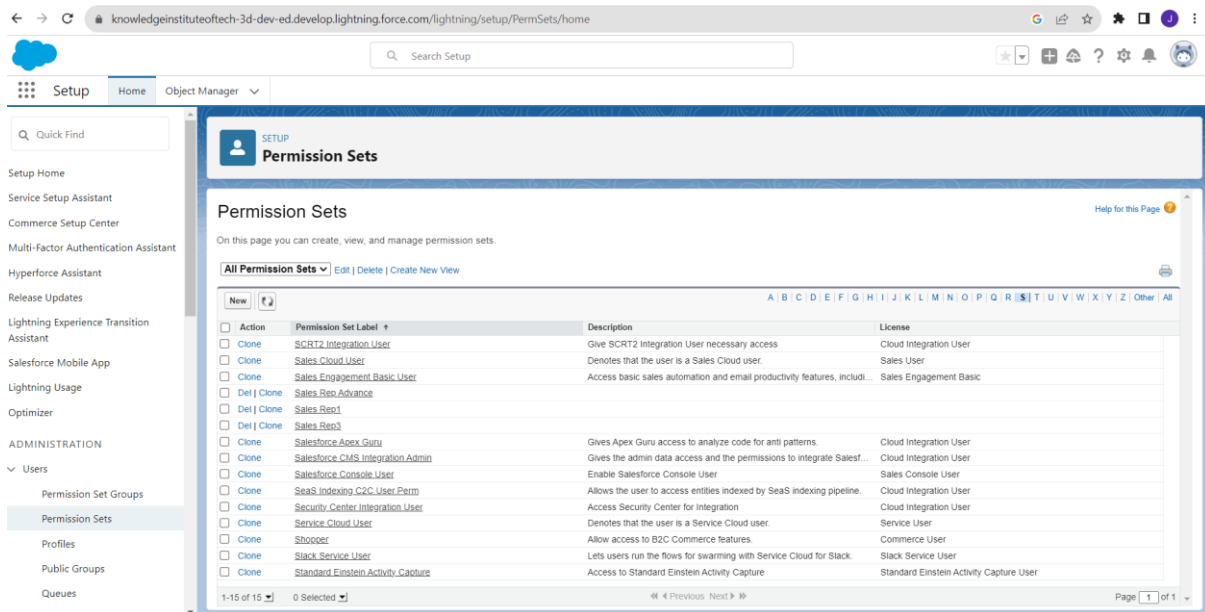 knowledgeinstituteoftech-3d-dev-ed.develop.lightning.force.com/lightning/setup/PermSets/home
G
J
Search Setup
Setup
Home
Object Manager
Quick Find
Setup Home
Service Setup Assistant
Commerce Setup Center
Multi-Factor Authentication Assistant
Hyperforce Assistant
Release Updates
Lightning Experience Transition
Assistant
Salesforce Mobile App
Lightning Usage
Optimizer
ADMINISTRATION
Users
Permission Set Groups
Permission Sets
Profiles
Public Groups
Queues
SETUP
Permission Sets
Permission Sets
Help for this Page ?
On this page you can create, view, and manage permission sets.
All Permission Sets Edit | Delete | Create New View
New A | B | C | D | E | F | G | H | I | J | K | L | M | N | O | P | Q | R | S | T | U | V | W | X | Y | Z | Other | All
Action Permission Set Label ↑ Description License
Clone SCRT2 Integration User Give SCRT2 Integration User necessary access Cloud Integration User
Clone Sales Cloud User Denotes that the user is a Sales Cloud user. Sales User
Clone Sales Engagement Basic User Access basic sales automation and email productivity features, includi... Sales Engagement Basic
Del | Clone Sales Rep Advance
Del | Clone Sales Rep1
Del | Clone Sales Rep3
Clone Salesforce Apex Guru Gives Apex Guru access to analyze code for anti patterns. Cloud Integration User
Clone Salesforce CMS Integration Admin Gives the admin data access and the permissions to integrate Salesf... Cloud Integration User
Clone Salesforce Console User Enable Salesforce Console User Sales Console User
Clone SeaS Indexing C2C User Perm Allows the user to access entities indexed by SeaS indexing pipeline. Cloud Integration User
Clone Security Center Integration User Access Security Center for Integration Cloud Integration User
Clone Service Cloud User Denotes that the user is a Service Cloud user. Service User
Clone Shopper Allow access to B2C Commerce features. Commerce User
Clone Slack Service User Lets users run the flows for swarming with Service Cloud for Slack. Slack Service User
Clone Standard Einstein Activity Capture Access to Standard Einstein Activity Capture Standard Einstein Activity Capture User
1-15 of 15 0 Selected Previous Next Page 1 of 1